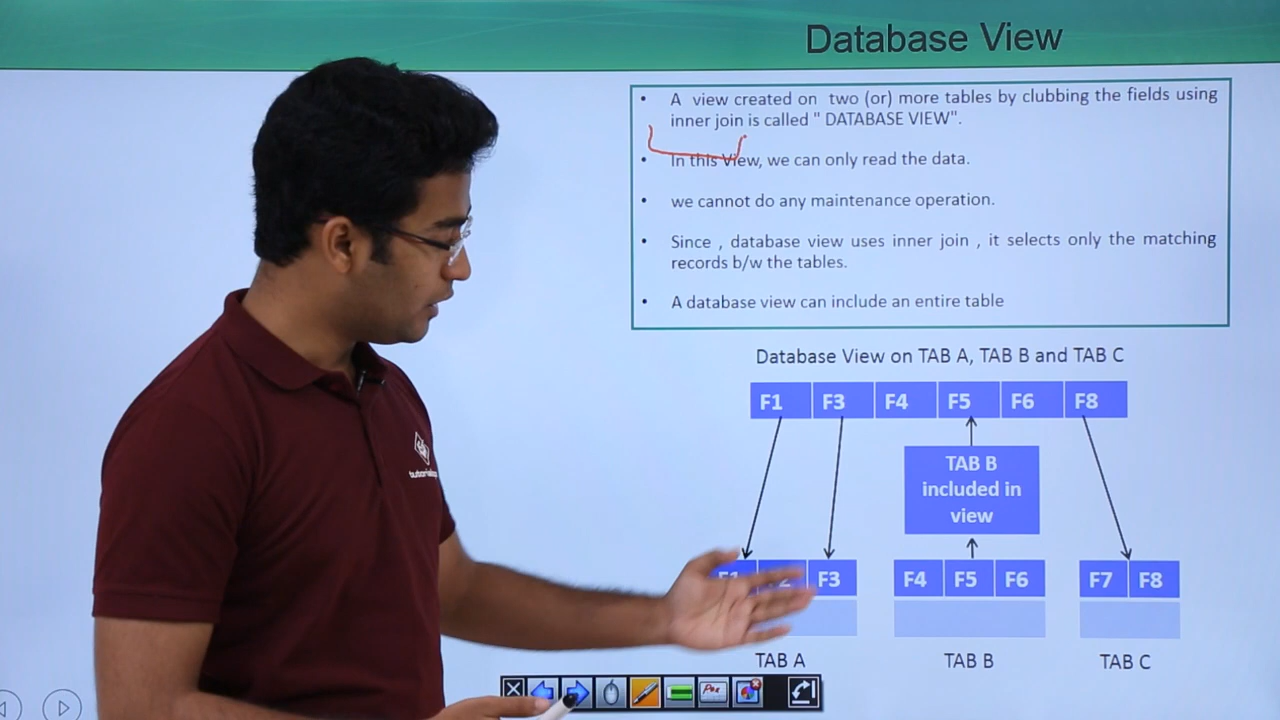 Database View
• A view created on two (or) more tables by clubbing the fields using
inner join is called " DATABASE VIEW".
• In this View, we can only read the data.
• we cannot do any maintenance operation.
• Since , database view uses inner join , it selects only the matching
records b/w the tables.
• A database view can include an entire table
Database View on TAB A, TAB B and TAB C
F1 F3 F4 F5 F6 F8
TAB B
included in
view
F1 F2 F3 F4 F5 F6 F7 F8
TAB A TAB B TAB C
Pen